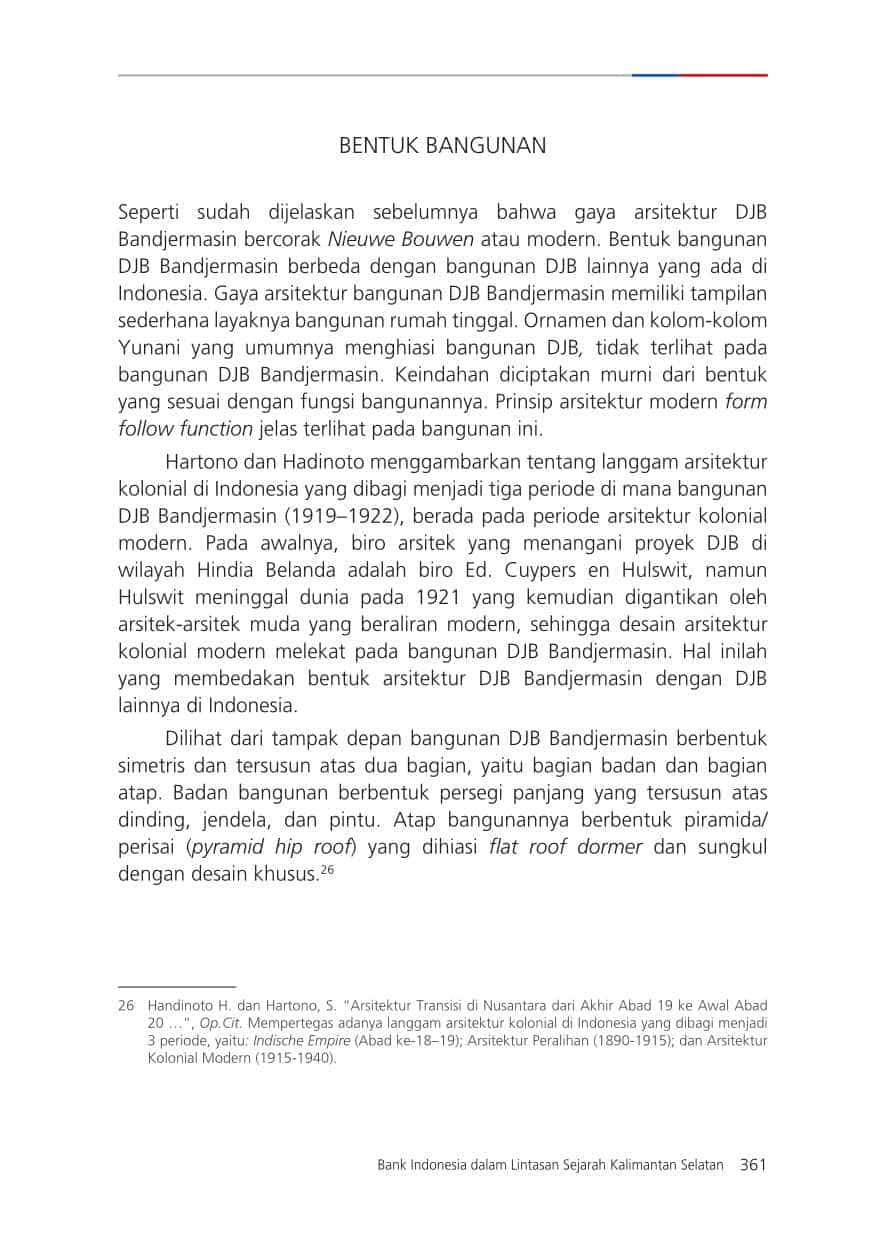 BENTUK BANGUNAN
Seperti sudah dijelaskan sebelumnya bahwa gaya arsitektur DJB
Bandjermasin bercorak Nieuwe Bouwen atau modern. Bentuk bangunan
DJB Bandjermasin berbeda dengan bangunan DJB lainnya yang ada di
Indonesia. Gaya arsitektur bangunan DJB Bandjermasin memiliki tampilan
sederhana layaknya bangunan rumah tinggal. Ornamen dan kolom-kolom
Yunani yang umumnya menghiasi bangunan DJB, tidak terlihat pada
bangunan DJB Bandjermasin. Keindahan diciptakan murni dari bentuk
yang sesuai dengan fungsi bangunannya. Prinsip arsitektur modern form
follow function jelas terlihat pada bangunan ini.
Hartono dan Hadinoto menggambarkan tentang langgam arsitektur
kolonial di Indonesia yang dibagi menjadi tiga periode di mana bangunan
DJB Bandjermasin (1919–1922), berada pada periode arsitektur kolonial
modern. Pada awalnya, biro arsitek yang menangani proyek DJB di
wilayah Hindia Belanda adalah biro Ed. Cuypers en Hulswit, namun
Hulswit meninggal dunia pada 1921 yang kemudian digantikan oleh
arsitek-arsitek muda yang beraliran modern, sehingga desain arsitektur
kolonial modern melekat pada bangunan DJB Bandjermasin. Hal inilah
yang membedakan bentuk arsitektur DJB Bandjermasin dengan DJB
lainnya di Indonesia.
Dilihat dari tampak depan bangunan DJB Bandjermasin berbentuk
simetris dan tersusun atas dua bagian, yaitu bagian badan dan bagian
atap. Badan bangunan berbentuk persegi panjang yang tersusun atas
dinding, jendela, dan pintu. Atap bangunannya berbentuk piramida/
perisai (pyramid hip roof) yang dihiasi flat roof dormer dan sungkul
dengan desain khusus.26
26 Handinoto H. dan Hartono, S. “Arsitektur Transisi di Nusantara dari Akhir Abad 19 ke Awal Abad
20 …”, Op.Cit. Mempertegas adanya langgam arsitektur kolonial di Indonesia yang dibagi menjadi
3 periode, yaitu: Indische Empire (Abad ke-18–19); Arsitektur Peralihan (1890-1915); dan Arsitektur
Kolonial Modern (1915-1940).
Bank Indonesia dalam Lintasan Sejarah Kalimantan Selatan 361